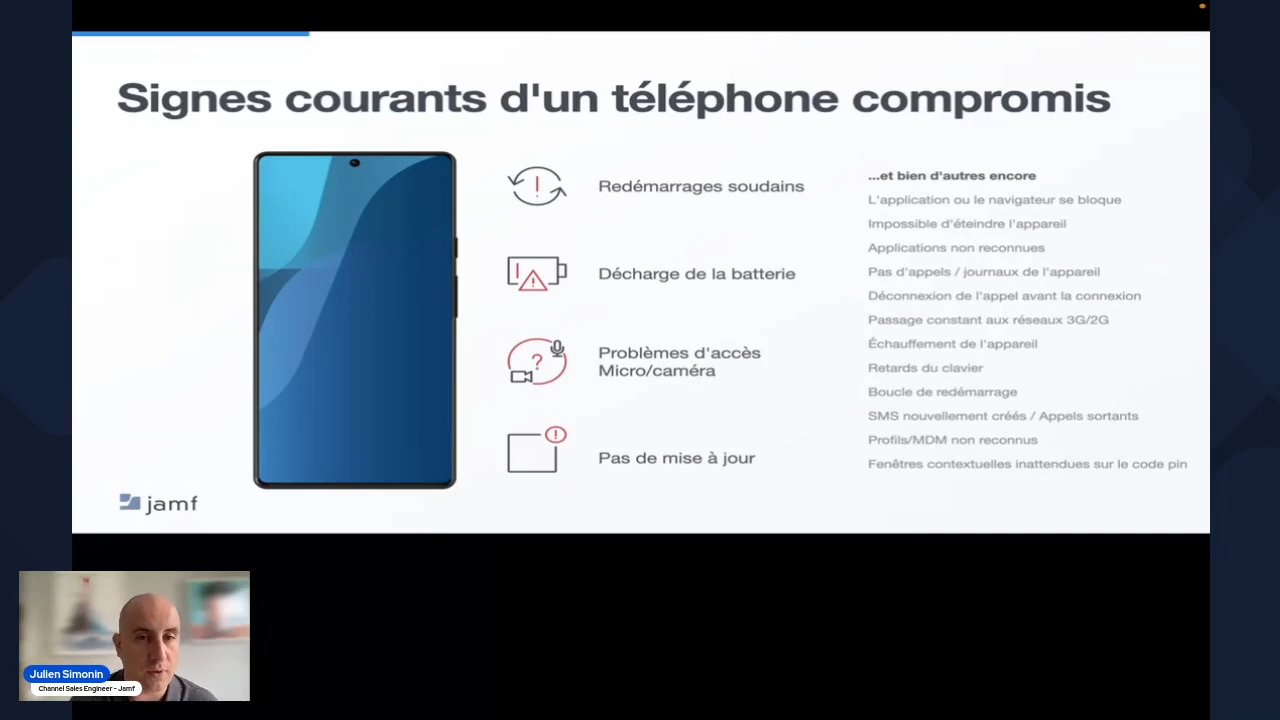 Signes courants d'un téléphone compromis
Redémarrages soudains
Décharge de la batterie
Problèmes d'accès
Micro/caméra
Pas de mise à jour
...et bien d'autres encore
L'application ou le navigateur se bloque
Impossible d'éteindre l'appareil
Applications non reconnues
Pas d'appels / journaux de l'appareil
Déconnexion de l'appel avant la connexion
Passage constant aux réseaux 3G/2G
Échauffement de l'appareil
Retards du clavier
Boucle de redémarrage
SMS nouvellement créés / Appels sortants
Profils/MDM non reconnus
Fenêtres contextuelles inattendues sur le code pin
jamf
Julien Simonin
Channel Sales Engineer - Jamf